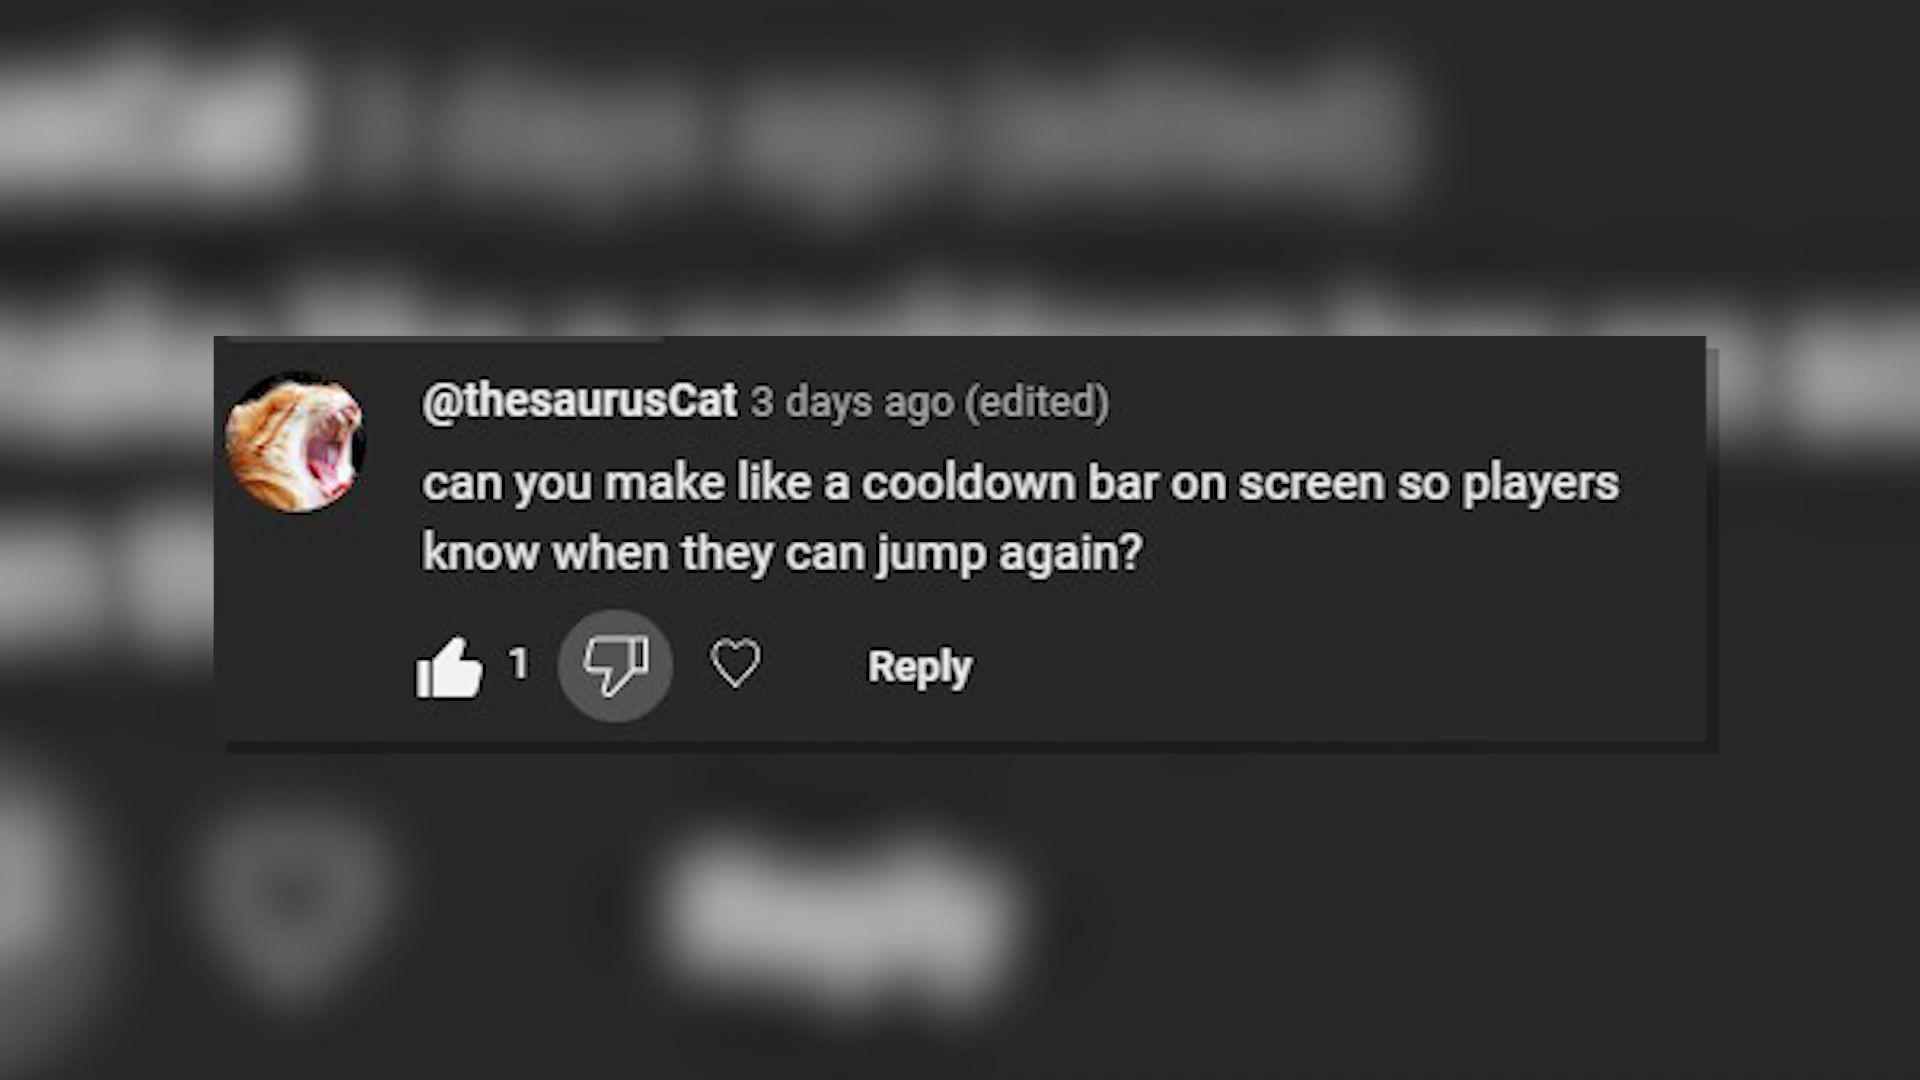 @thesaurusCat 3 days ago (edited)
can you make like a cooldown bar on screen so players
know when they can jump again?
1 Reply